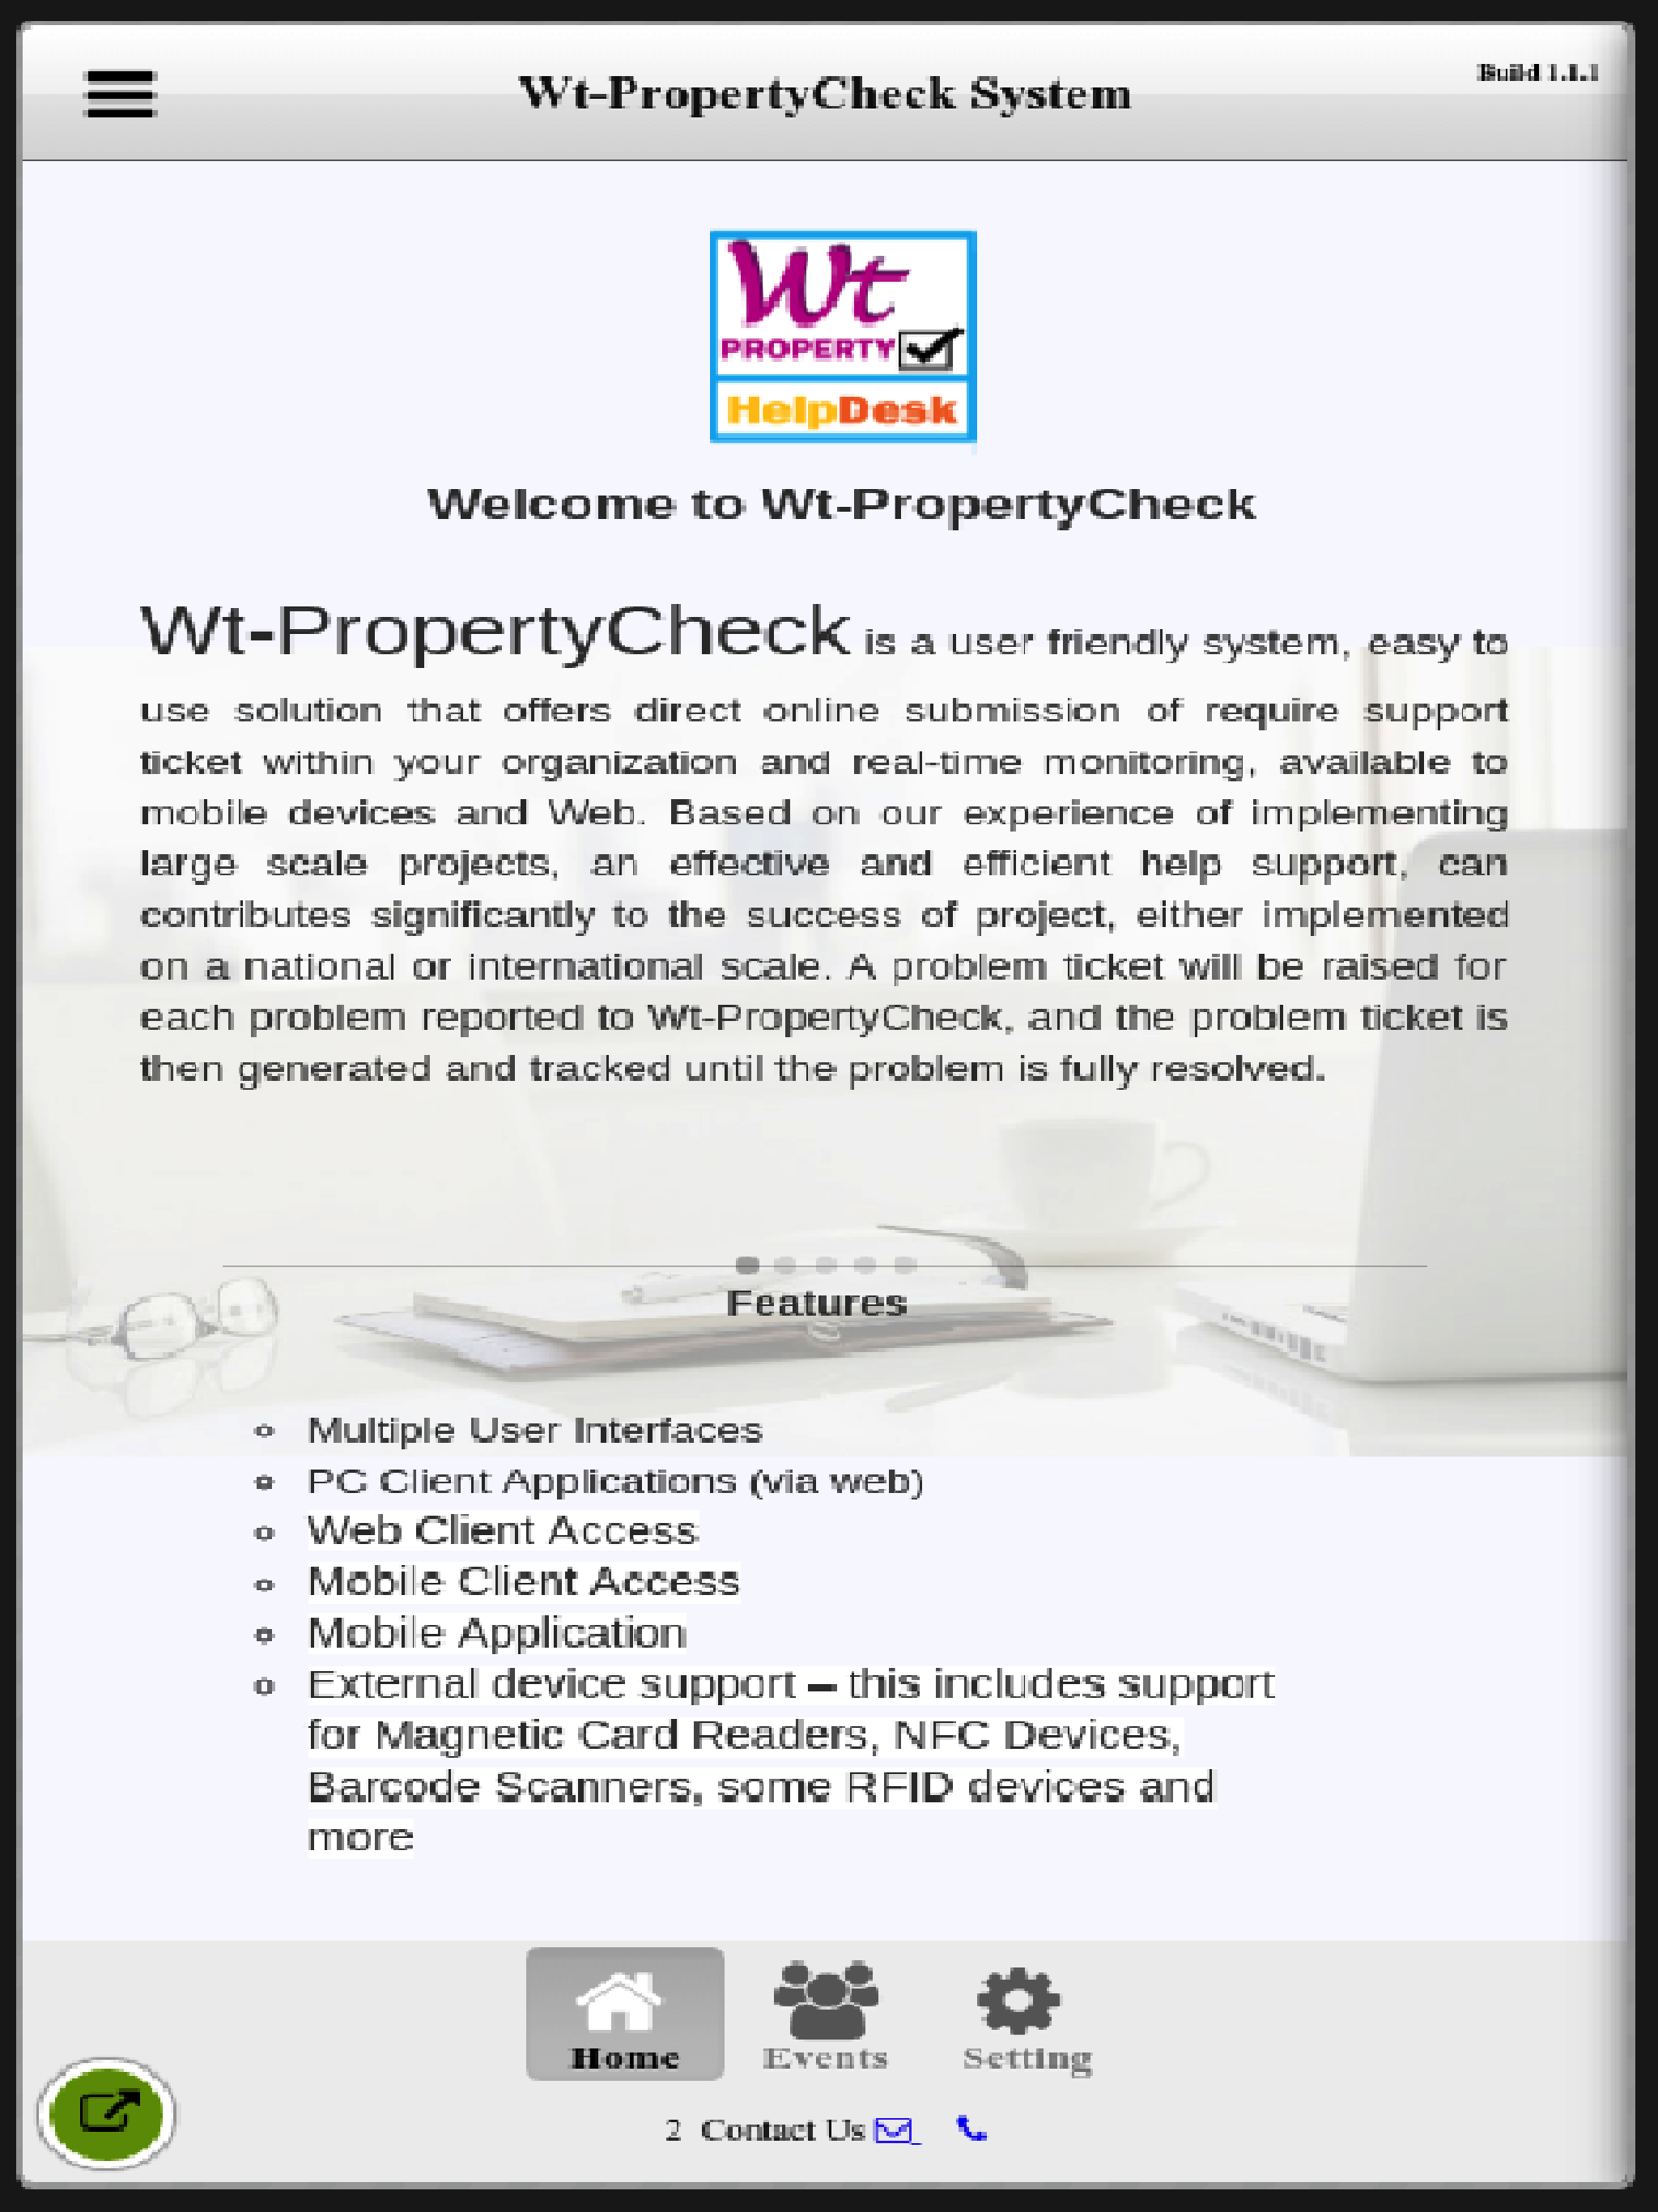 Wt-PropertyCheck System
Build 1.1.1
Wt
PROPERTY
HelpDesk
Welcome to Wt-PropertyCheck
Wt-PropertyCheck is a user friendly system, easy to
use solution that offers direct online submission of require support
ticket within your organization and real-time monitoring, available to
mobile devices and Web. Based on our experience of implementing
large scale projects, an effective and efficient help support, can
contributes significantly to the success of project, either implemented
on a national or international scale. A problem ticket will be raised for
each problem reported to Wt-PropertyCheck, and the problem ticket is
then generated and tracked until the problem is fully resolved.
Features
Multiple User Interfaces
PC Client Applications (via web)
Web Client Access
Mobile Client Access
Mobile Application
External device support – this includes support
for Magnetic Card Readers, NFC Devices,
Barcode Scanners, some RFID devices and
more
Home Events Setting
2 Contact Us